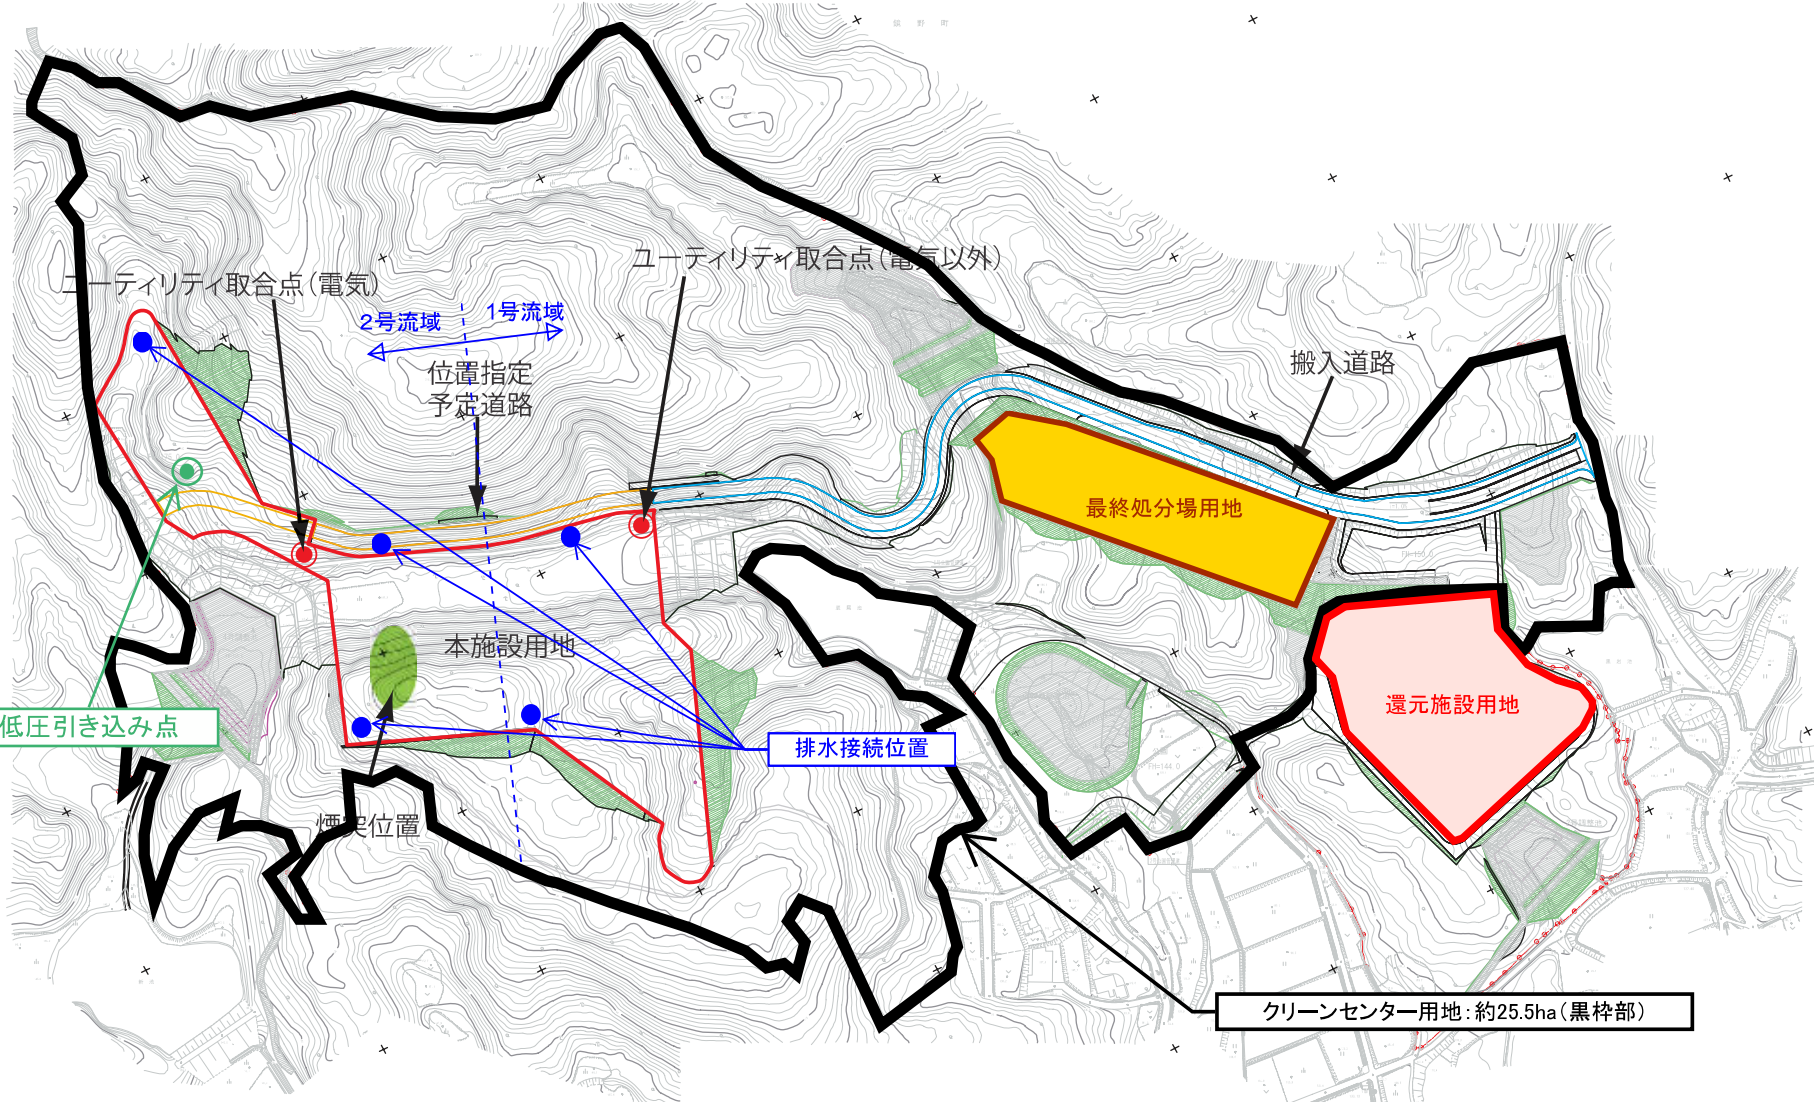 ユーティリティ取合点(電気以外)
ユーティリティ取合点(電気)
2号流域
1号流域
位置指定
予定道路
搬入道路
最終処分場用地
本施設用地
還元施設用地
低圧引き込み点
排水接続位置
煙突位置
クリーンセンター用地:約25.5ha(黒枠部)